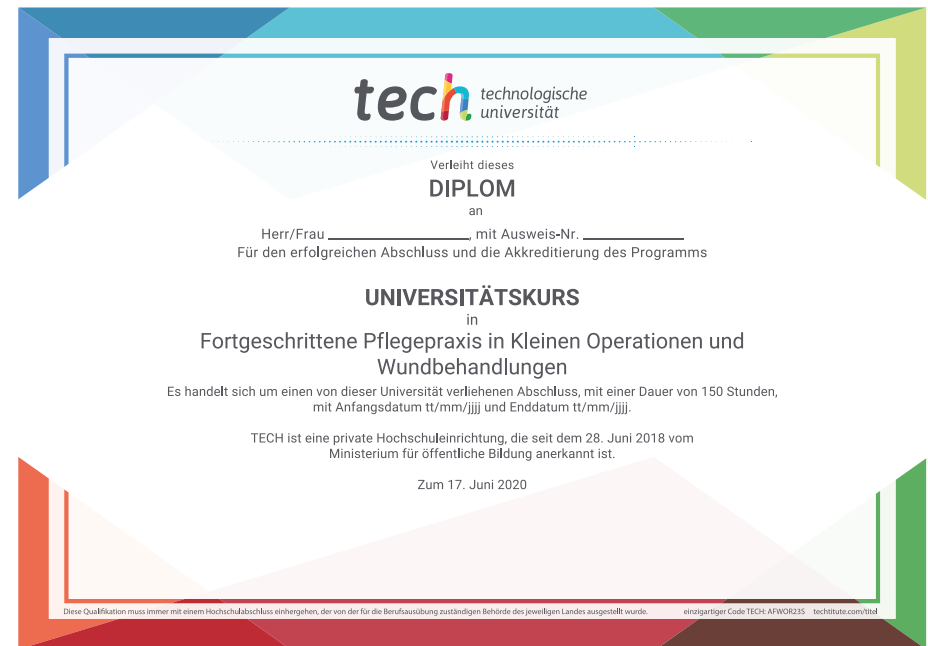 tech technologische
universität
Verleiht dieses
DIPLOM
an
Herr/Frau ____________________, mit Ausweis-Nr. ______________
Für den erfolgreichen Abschluss und die Akkreditierung des Programms
UNIVERSITÄTSKURS
in
Fortgeschrittene Pflegepraxis in Kleinen Operationen und
Wundbehandlungen
Es handelt sich um einen von dieser Universität verliehenen Abschluss, mit einer Dauer von 150 Stunden,
mit Anfangsdatum tt/mm/jjjj und Enddatum tt/mm/jjjj.
TECH ist eine private Hochschuleinrichtung, die seit dem 28. Juni 2018 vom
Ministerium für öffentliche Bildung anerkannt ist.
Zum 17. Juni 2020
Diese Qualifikation muss immer mit einem Hochschulabschluss einhergehen, der von der für die Berufsausübung zuständigen Behörde des jeweiligen Landes ausgestellt wurde. einzigartiger Code TECH: AFWOR23S techtitute.com/titel